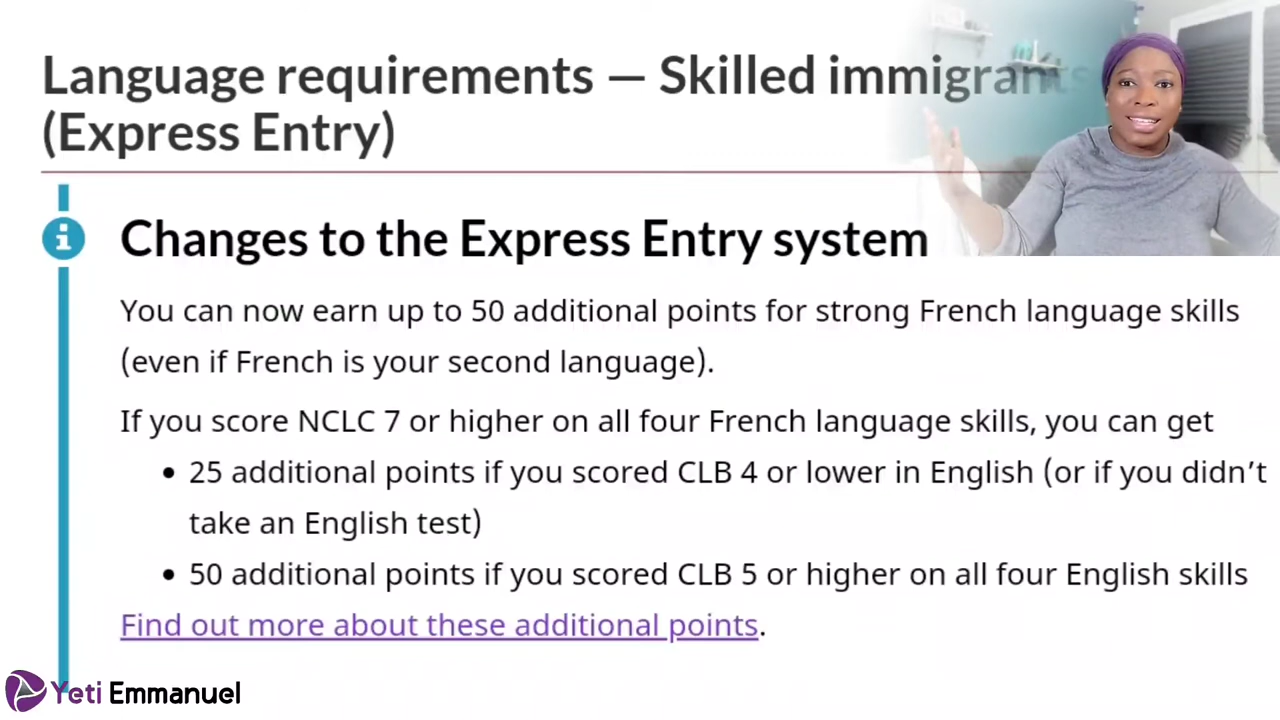 Language requirements — Skilled immigrants
(Express Entry)
Changes to the Express Entry system
You can now earn up to 50 additional points for strong French language skills
(even if French is your second language).
If you score NCLC 7 or higher on all four French language skills, you can get
• 25 additional points if you scored CLB 4 or lower in English (or if you didn’t
take an English test)
• 50 additional points if you scored CLB 5 or higher on all four English skills
Find out more about these additional points.
Yeti Emmanuel